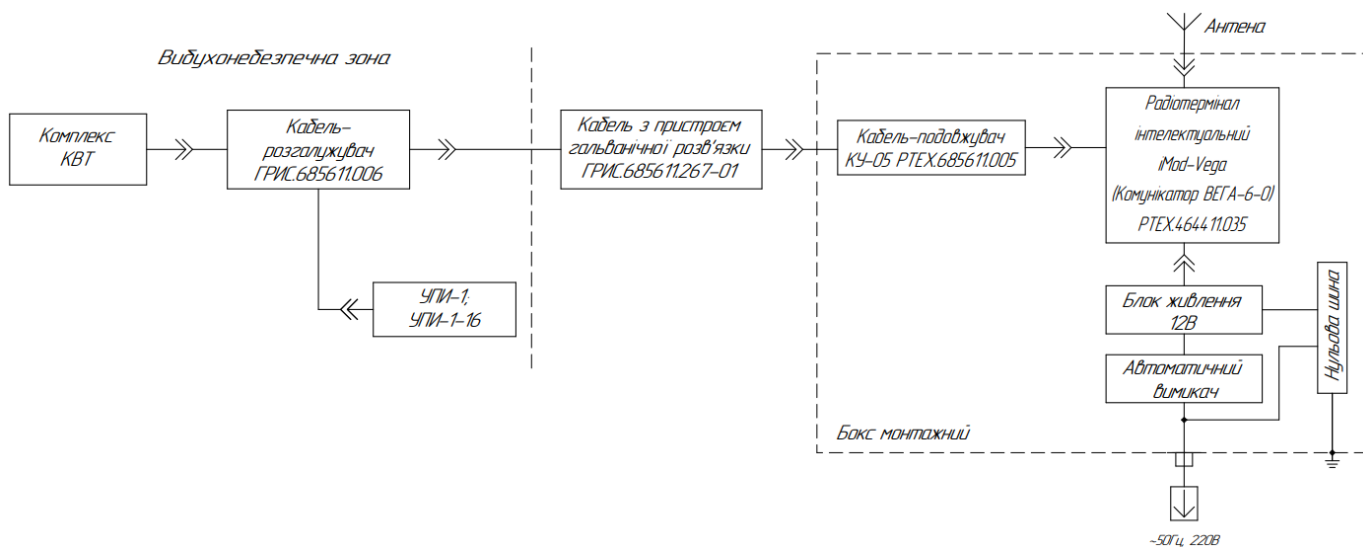 Антена
Вибухонебезпечна зона
Комплекс
КВТ
Кабель-
розгалужувач
ГРИС.685611.006
Кабель з пристроєм
гальванічної розв'язки
ГРИС.685611.267-01
Кабель-подовжувач
КУ-05 РТЕХ.685611.005
Радіотермінал
інтелектуальний
iMod-Vega
(Комунікатор ВЕГА-6-0)
РТЕХ.464411.035
УПИ-1;
УПИ-1-16
Блок живлення
12В
Автоматичний
вимикач
Нульова шина
Бокс монтажний
~50Гц, 220В